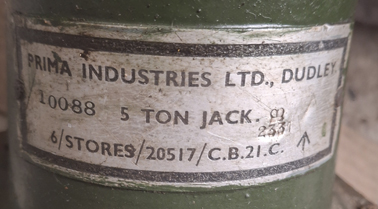 PRIMA INDUSTRIES LTD., DUDLEY.
10088 5 TON JACK.
6/STORES/20517/C.B.21.C.